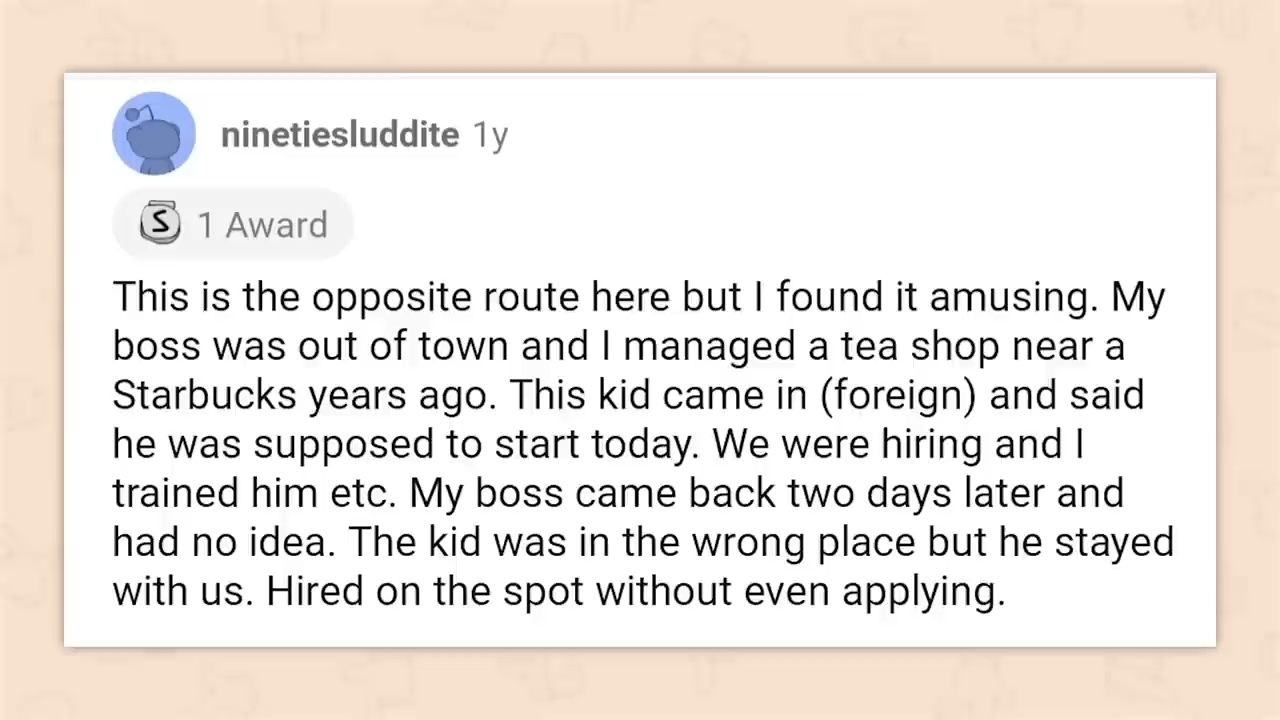 ninetiesluddite 1y
S 1 Award
This is the opposite route here but I found it amusing. My
boss was out of town and I managed a tea shop near a
Starbucks years ago. This kid came in (foreign) and said
he was supposed to start today. We were hiring and I
trained him etc. My boss came back two days later and
had no idea. The kid was in the wrong place but he stayed
with us. Hired on the spot without even applying.